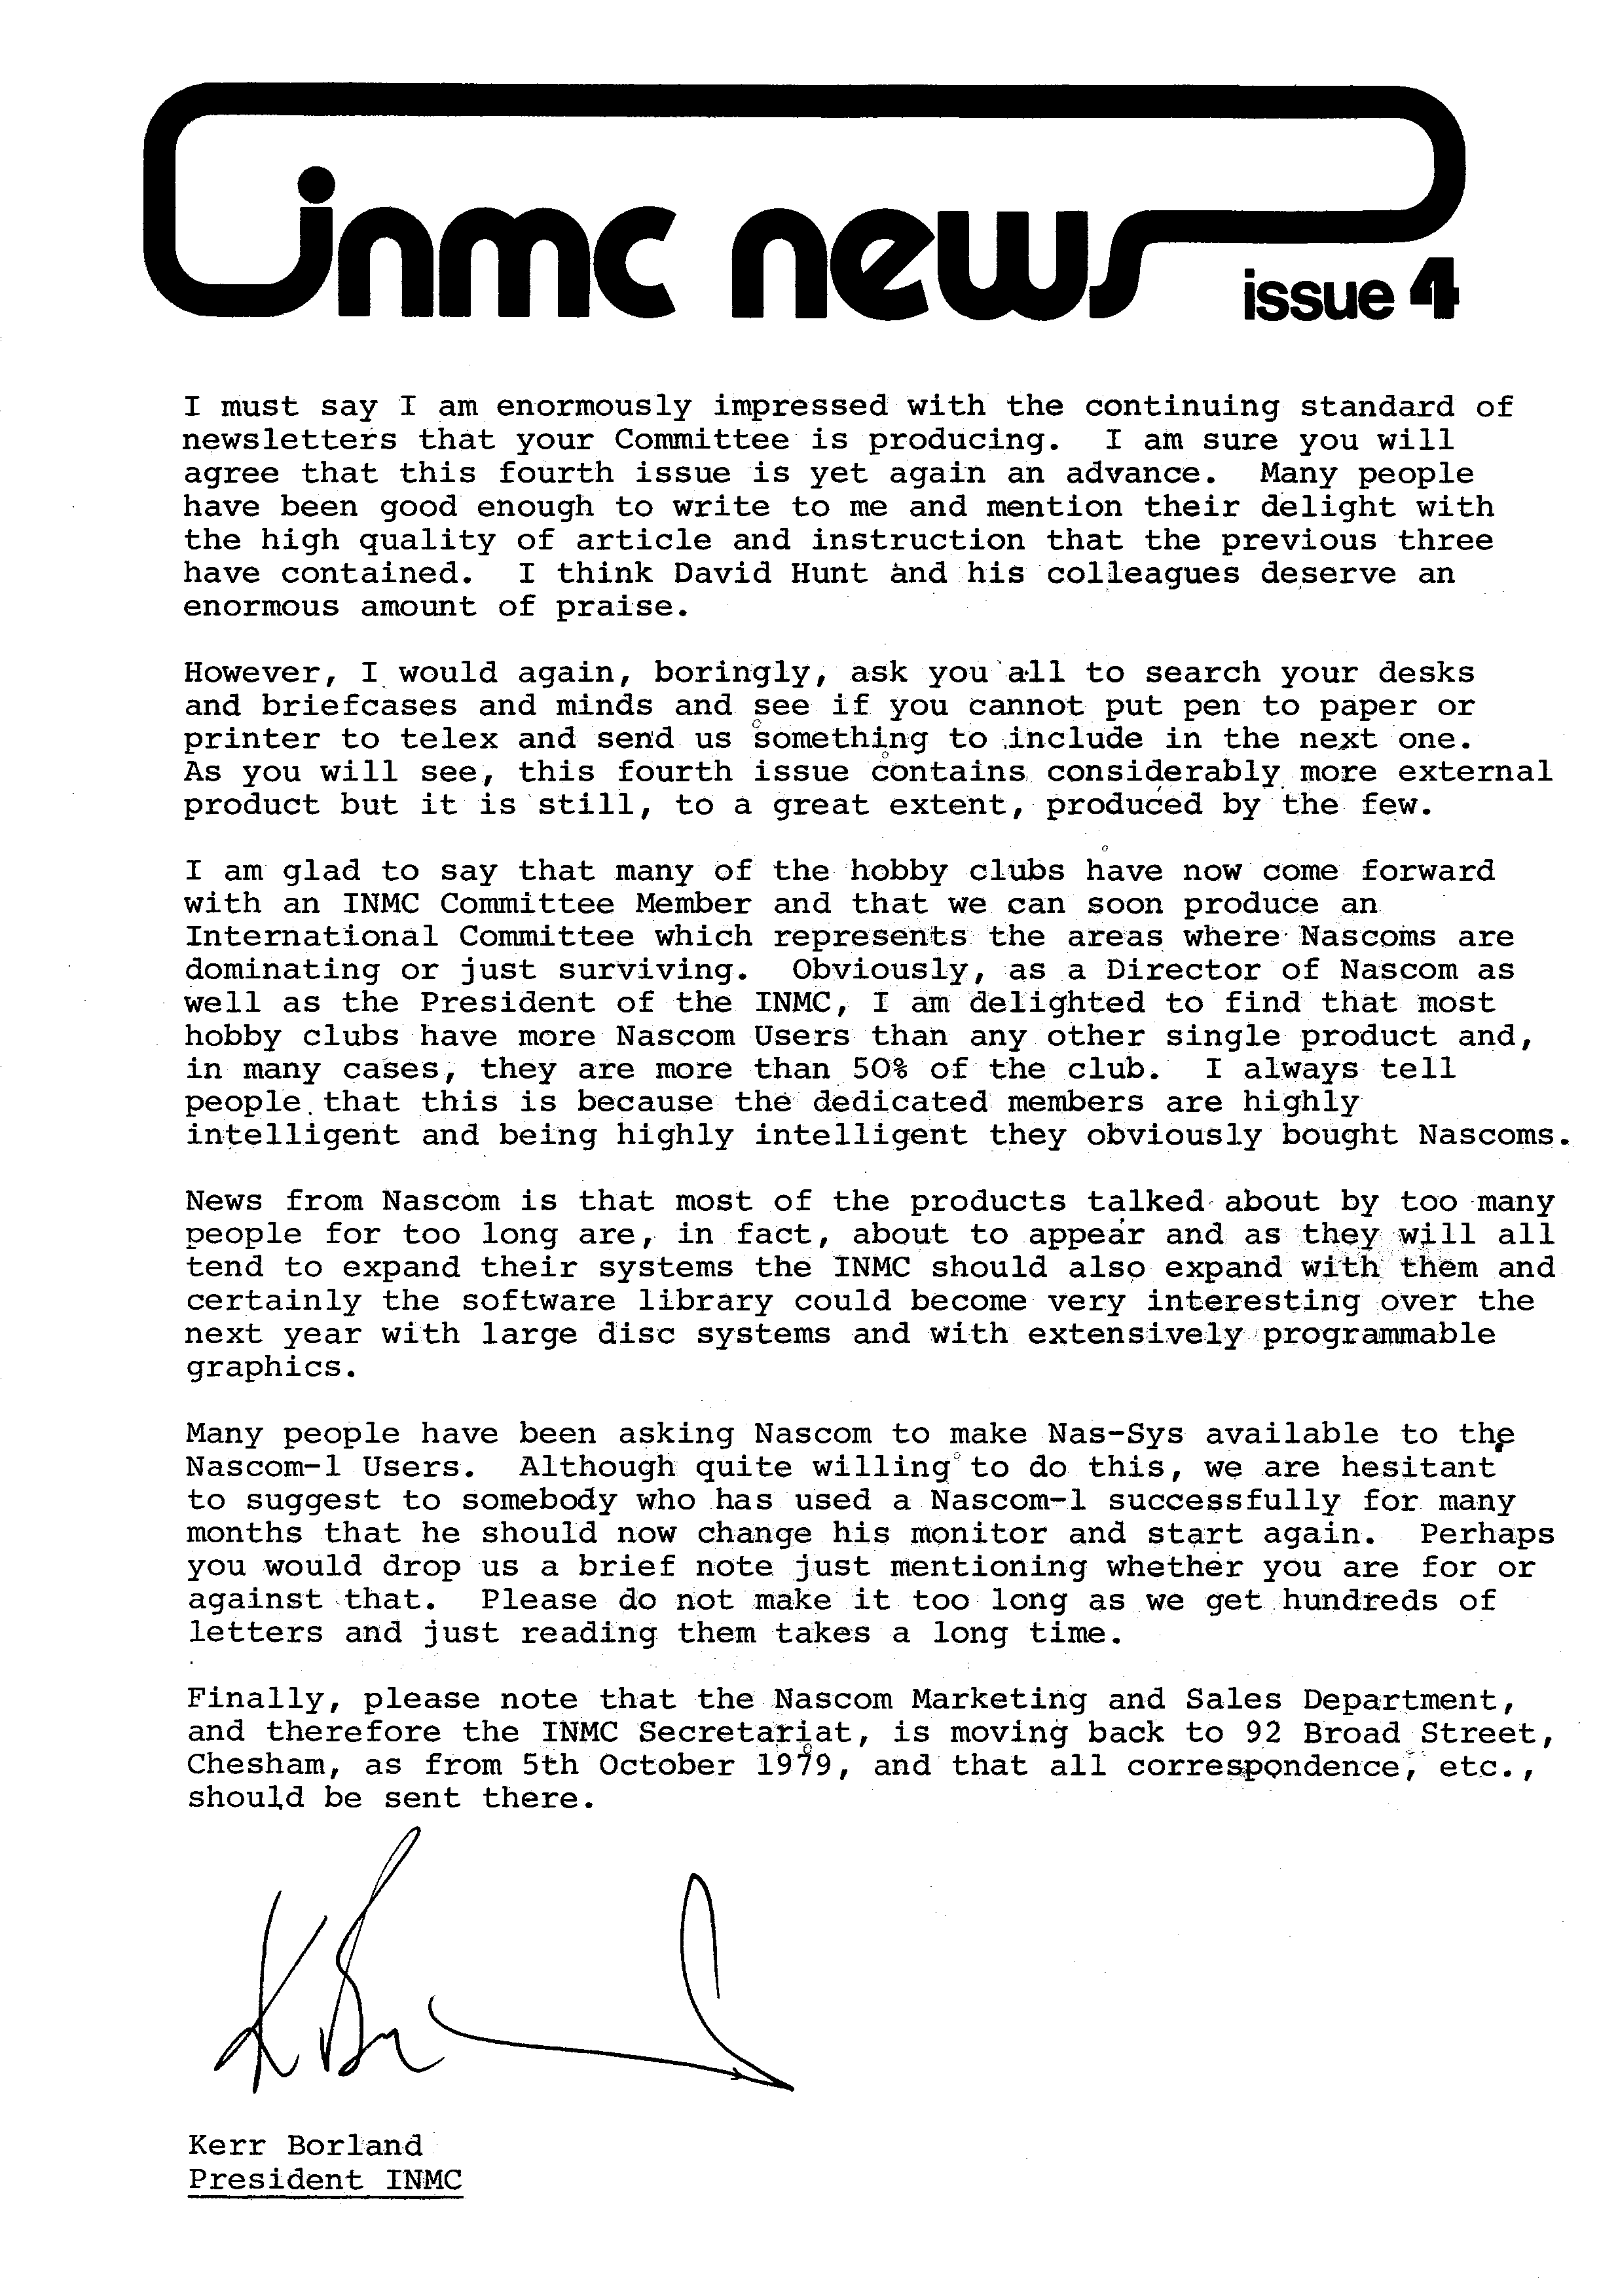 inmc news
issue 4
I must say I am enormously impressed with the continuing standard of
newsletters that your Committee is producing.  I am sure you will
agree that this fourth issue is yet again an advance.  Many people
have been good enough to write to me and mention their delight with
the high quality of article and instruction that the previous three
have contained.  I think David Hunt and his colleagues deserve an
enormous amount of praise.
However, I would again, boringly, ask you all to search your desks
and briefcases and minds and see if you cannot put pen to paper or
printer to telex and send us something to include in the next one.
As you will see, this fourth issue contains considerably more external
product but it is still, to a great extent, produced by the few.
I am glad to say that many of the hobby clubs have now come forward
with an INMC Committee Member and that we can soon produce an
International Committee which represents the areas where Nascoms are
dominating or just surviving.  Obviously, as a Director of Nascom as
well as the President of the INMC, I am delighted to find that most
hobby clubs have more Nascom Users than any other single product and,
in many cases, they are more than 50% of the club.  I always tell
people that this is because the dedicated members are highly
intelligent and being highly intelligent they obviously bought Nascoms.
News from Nascom is that most of the products talked about by too many
people for too long are, in fact, about to appear and as they will all
tend to expand their systems the INMC should also expand with them and
certainly the software library could become very interesting over the
next year with large disc systems and with extensively programmable
graphics.
Many people have been asking Nascom to make Nas-Sys available to the
Nascom-1 Users.  Although quite willing to do this, we are hesitant
to suggest to somebody who has used a Nascom-1 successfully for many
months that he should now change his monitor and start again.  Perhaps
you would drop us a brief note just mentioning whether you are for or
against that.  Please do not make it too long as we get hundreds of
letters and just reading them takes a long time.
Finally, please note that the Nascom Marketing and Sales Department,
and therefore the INMC Secretariat, is moving back to 92 Broad Street,
Chesham, as from 5th October 1979, and that all correspondence, etc.,
should be sent there.
Kerr Borland
President INMC